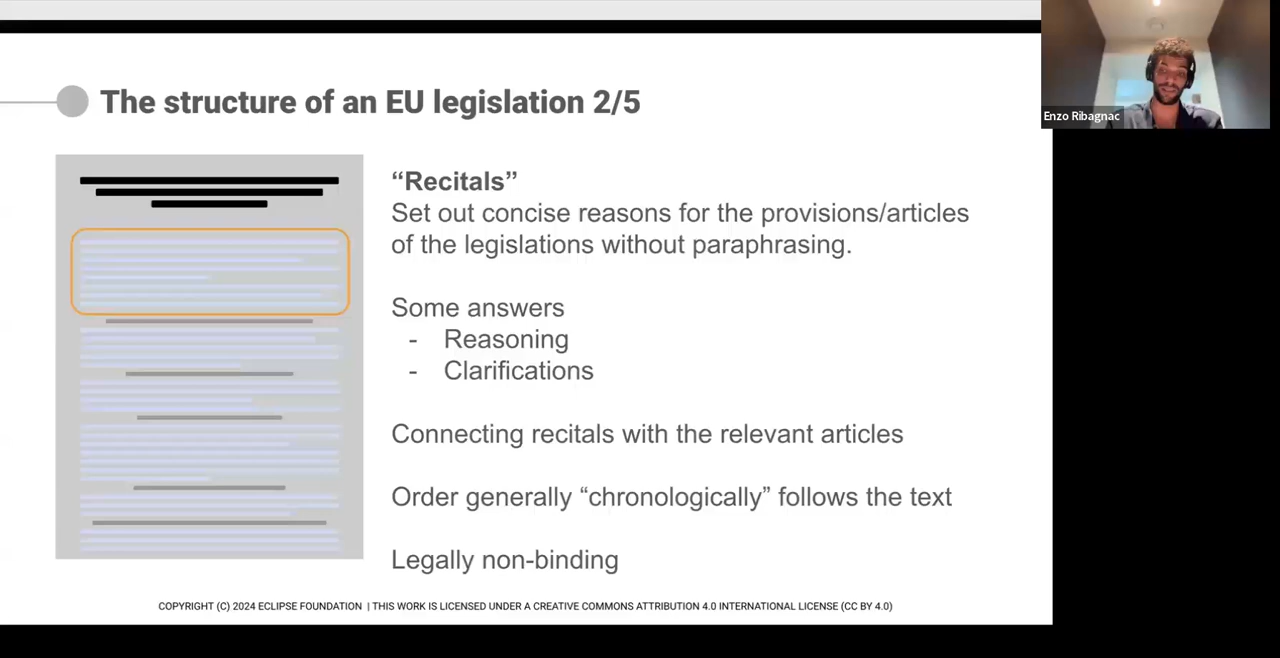 The structure of an EU legislation 2/5
Enzo Ribagnac
“Recitals”
Set out concise reasons for the provisions/articles
of the legislations without paraphrasing.
Some answers
- Reasoning
- Clarifications
Connecting recitals with the relevant articles
Order generally “chronologically” follows the text
Legally non-binding
COPYRIGHT (C) 2024 ECLIPSE FOUNDATION | THIS WORK IS LICENSED UNDER A CREATIVE COMMONS ATTRIBUTION 4.0 INTERNATIONAL LICENSE (CC BY 4.0)